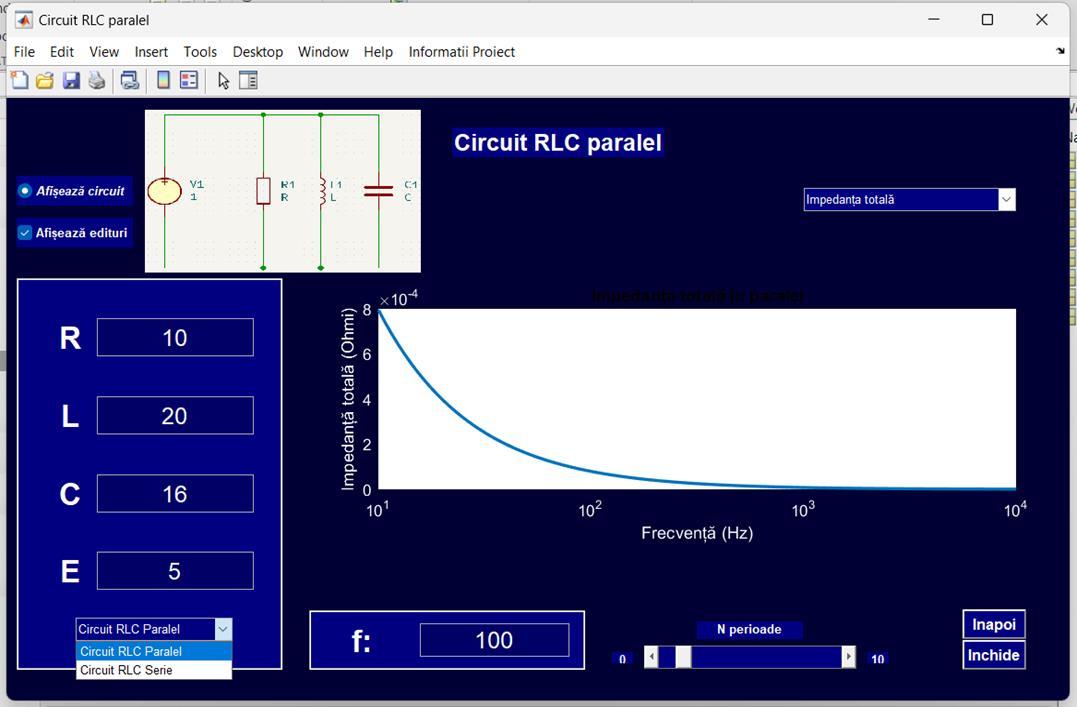 Circuit RLC paralel
File Edit View Insert Tools Desktop Window Help Informatii Proiect
Circuit RLC paralel
Afișează circuit
Afișează edituri
V1
1
R1
R
L1
L
C1
C
Impedanța totală
R 10
L 20
C 16
E 5
Circuit RLC Paralel
Circuit RLC Paralel
Circuit RLC Serie
Impedanța totală in paralel
×10-4
Impedanță totală (Ohmi)
8
6
4
2
0
10¹ 10² 10³ 10⁴
Frecvență (Hz)
f: 100
N perioade
0 10
Inapoi
Inchide